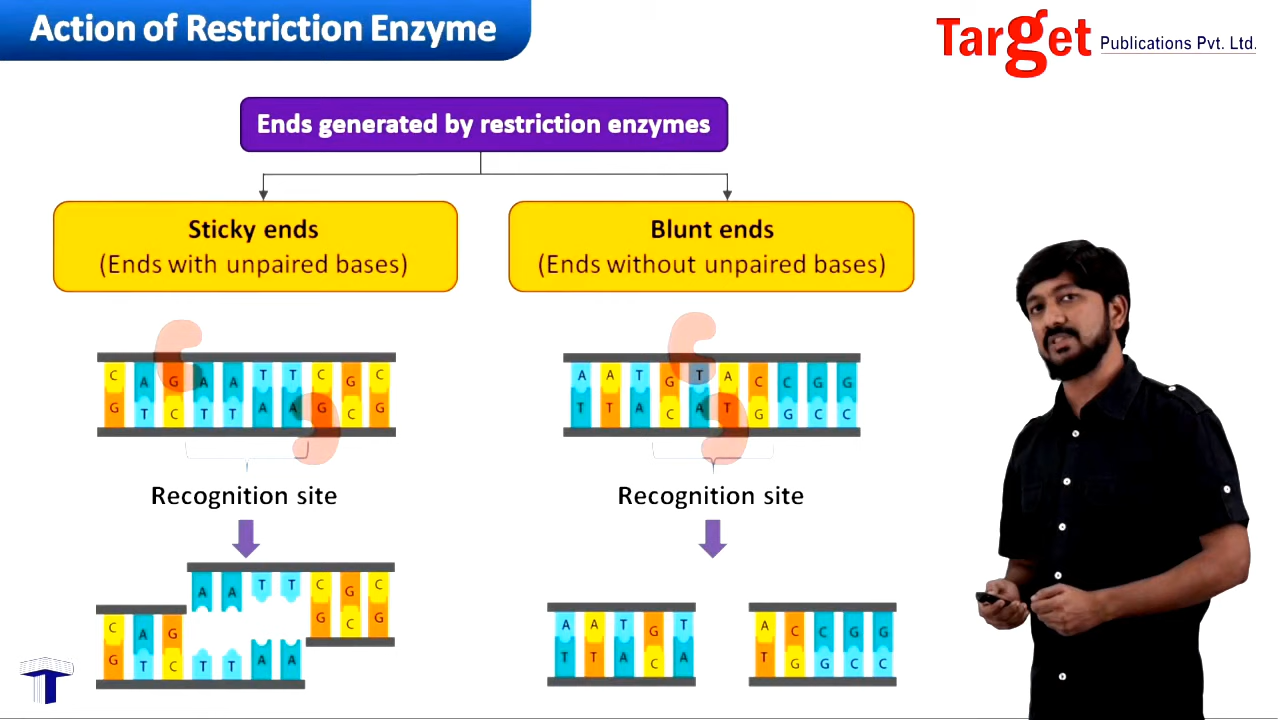 Action of Restriction Enzyme
Target Publications Pvt. Ltd.
Ends generated by restriction enzymes
Sticky ends
(Ends with unpaired bases)
Blunt ends
(Ends without unpaired bases)
C A G A A T T C G C
G T C T T A A G C G
Recognition site
A A T G T A C C G G
T T A C A T G G C C
Recognition site
A A T T C G C
C A G G C G
G T C T T A A
A A T G T
T T A C A
A C C G G
T G G C C
T